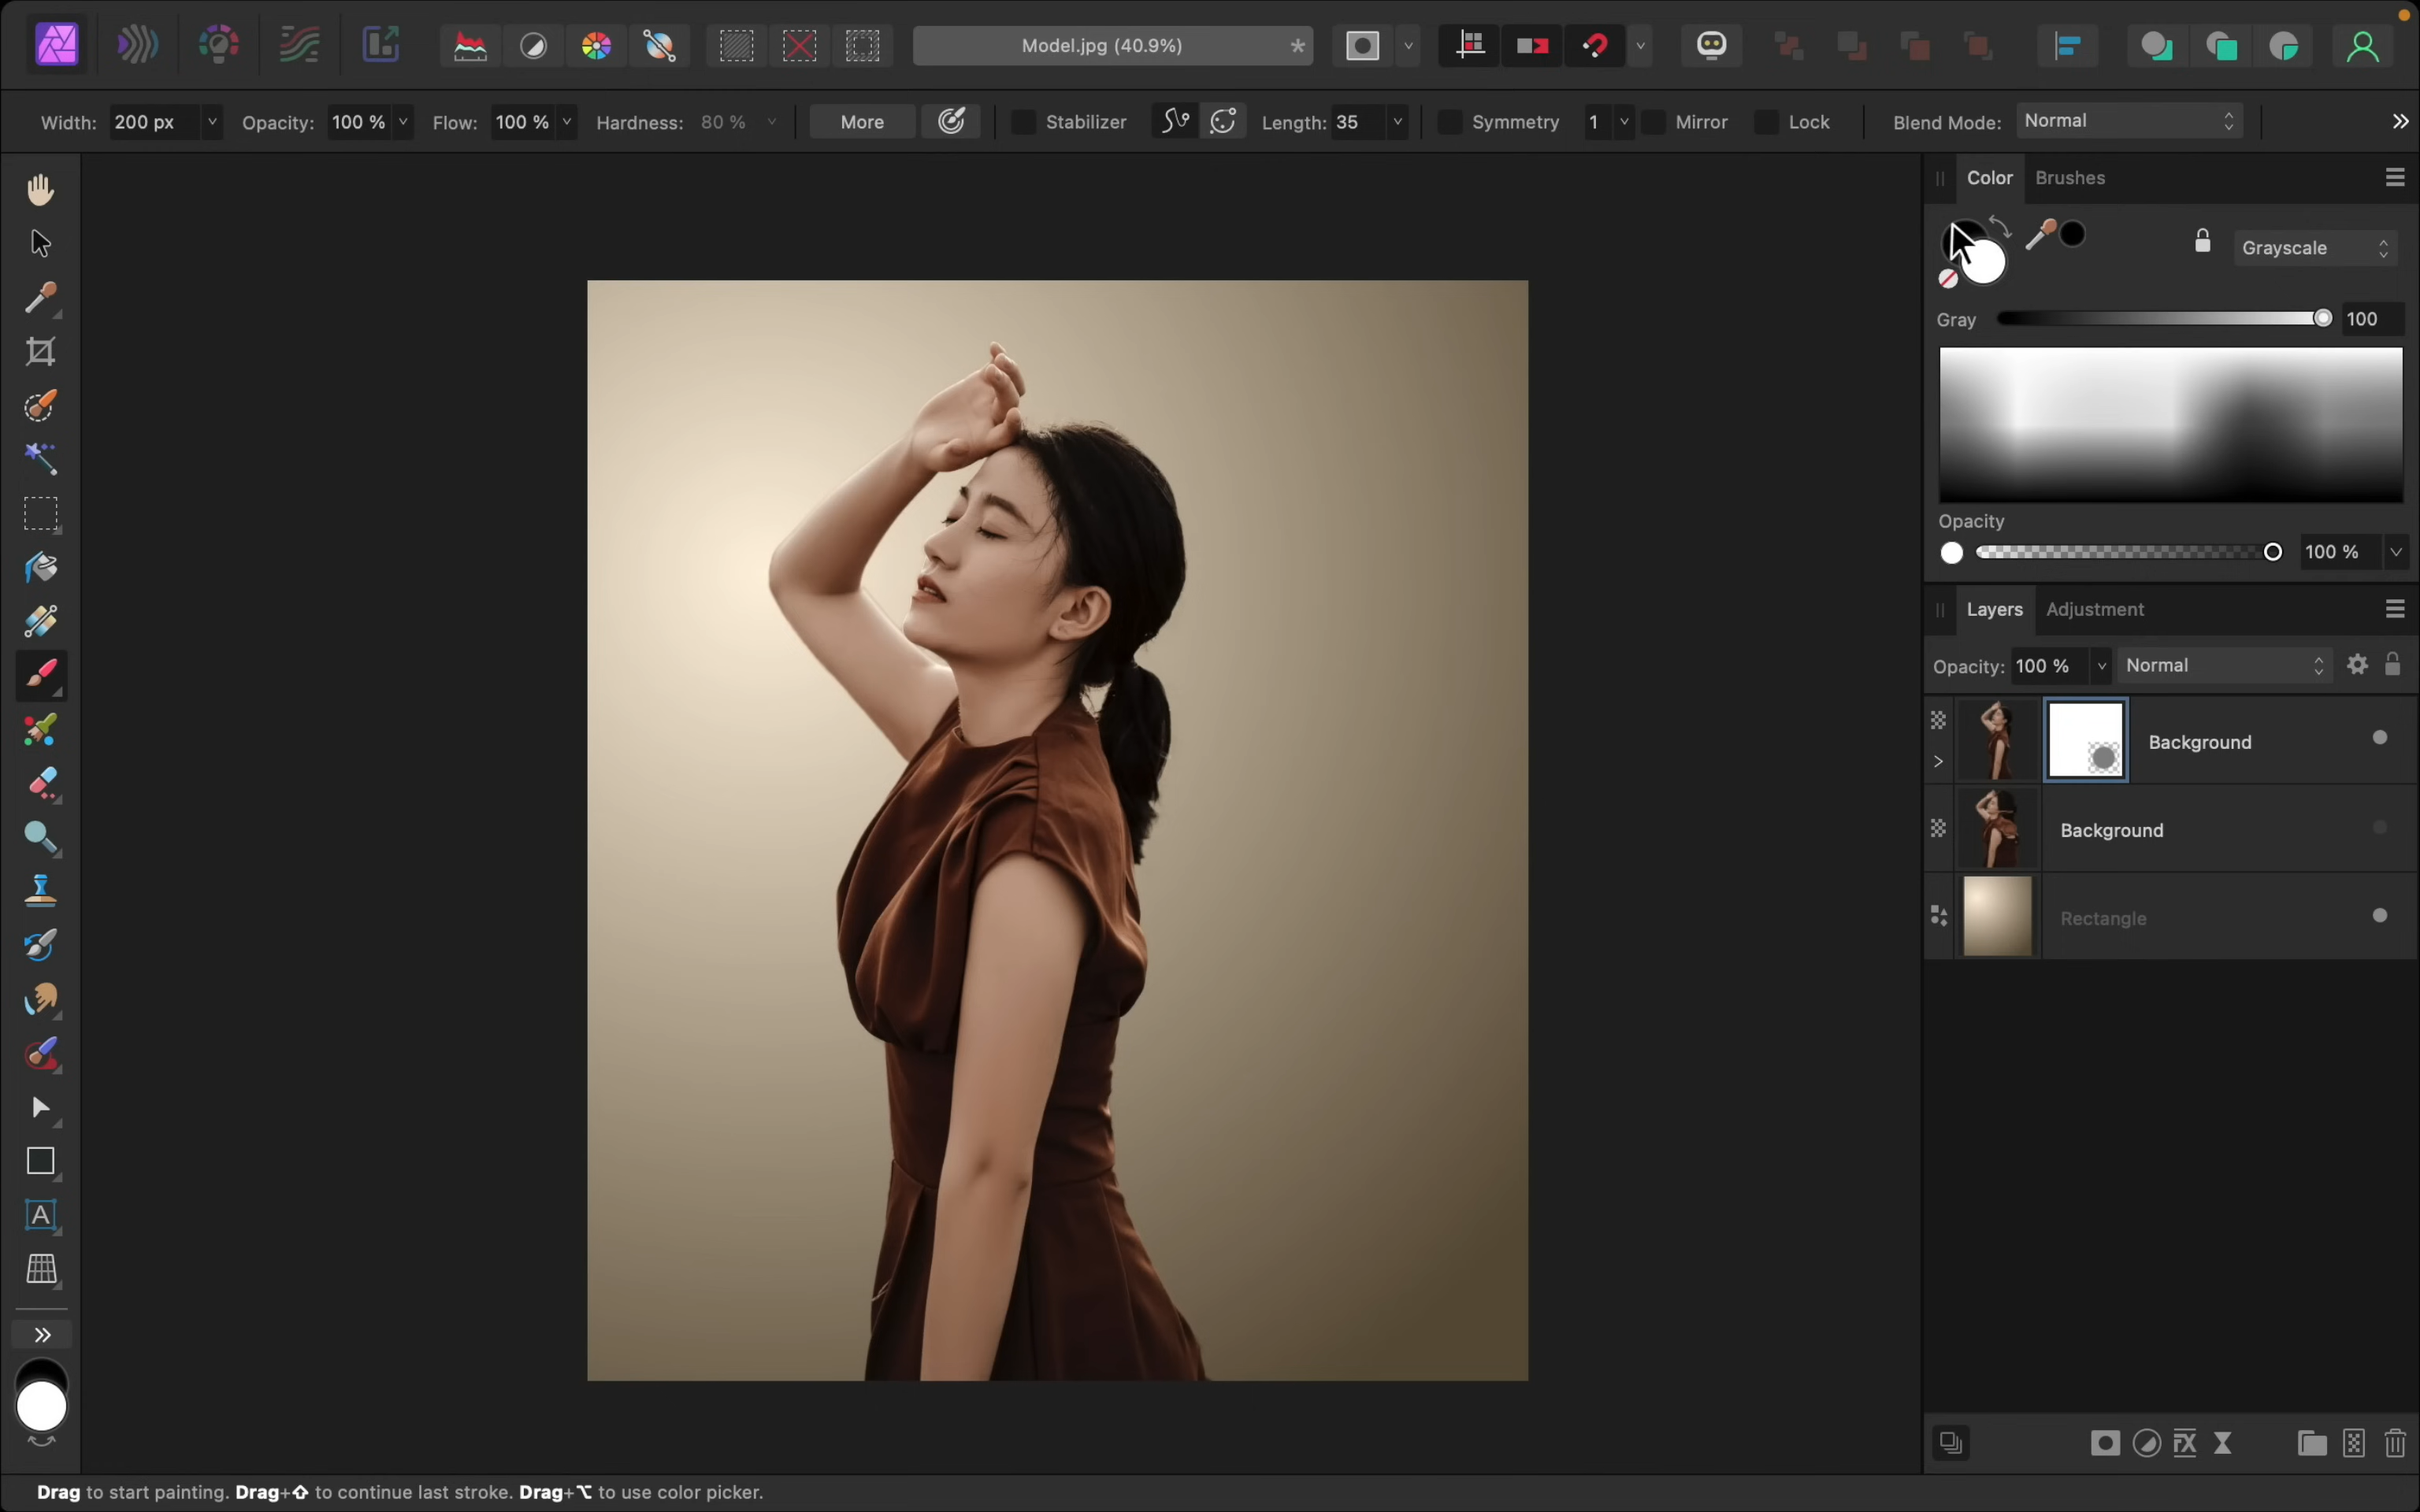 Model.jpg (40.9%) *
Width: 200 px Opacity: 100 % Flow: 100 % Hardness: 80 % More Stabilizer Length: 35 Symmetry 1 Mirror Lock Blend Mode: Normal
Color Brushes
Grayscale
Gray 100
Opacity
100 %
Layers Adjustment
Opacity: 100 % Normal
Background
Background
Rectangle
A
FX
Drag to start painting. Drag+⇧ to continue last stroke. Drag+⌥ to use color picker.